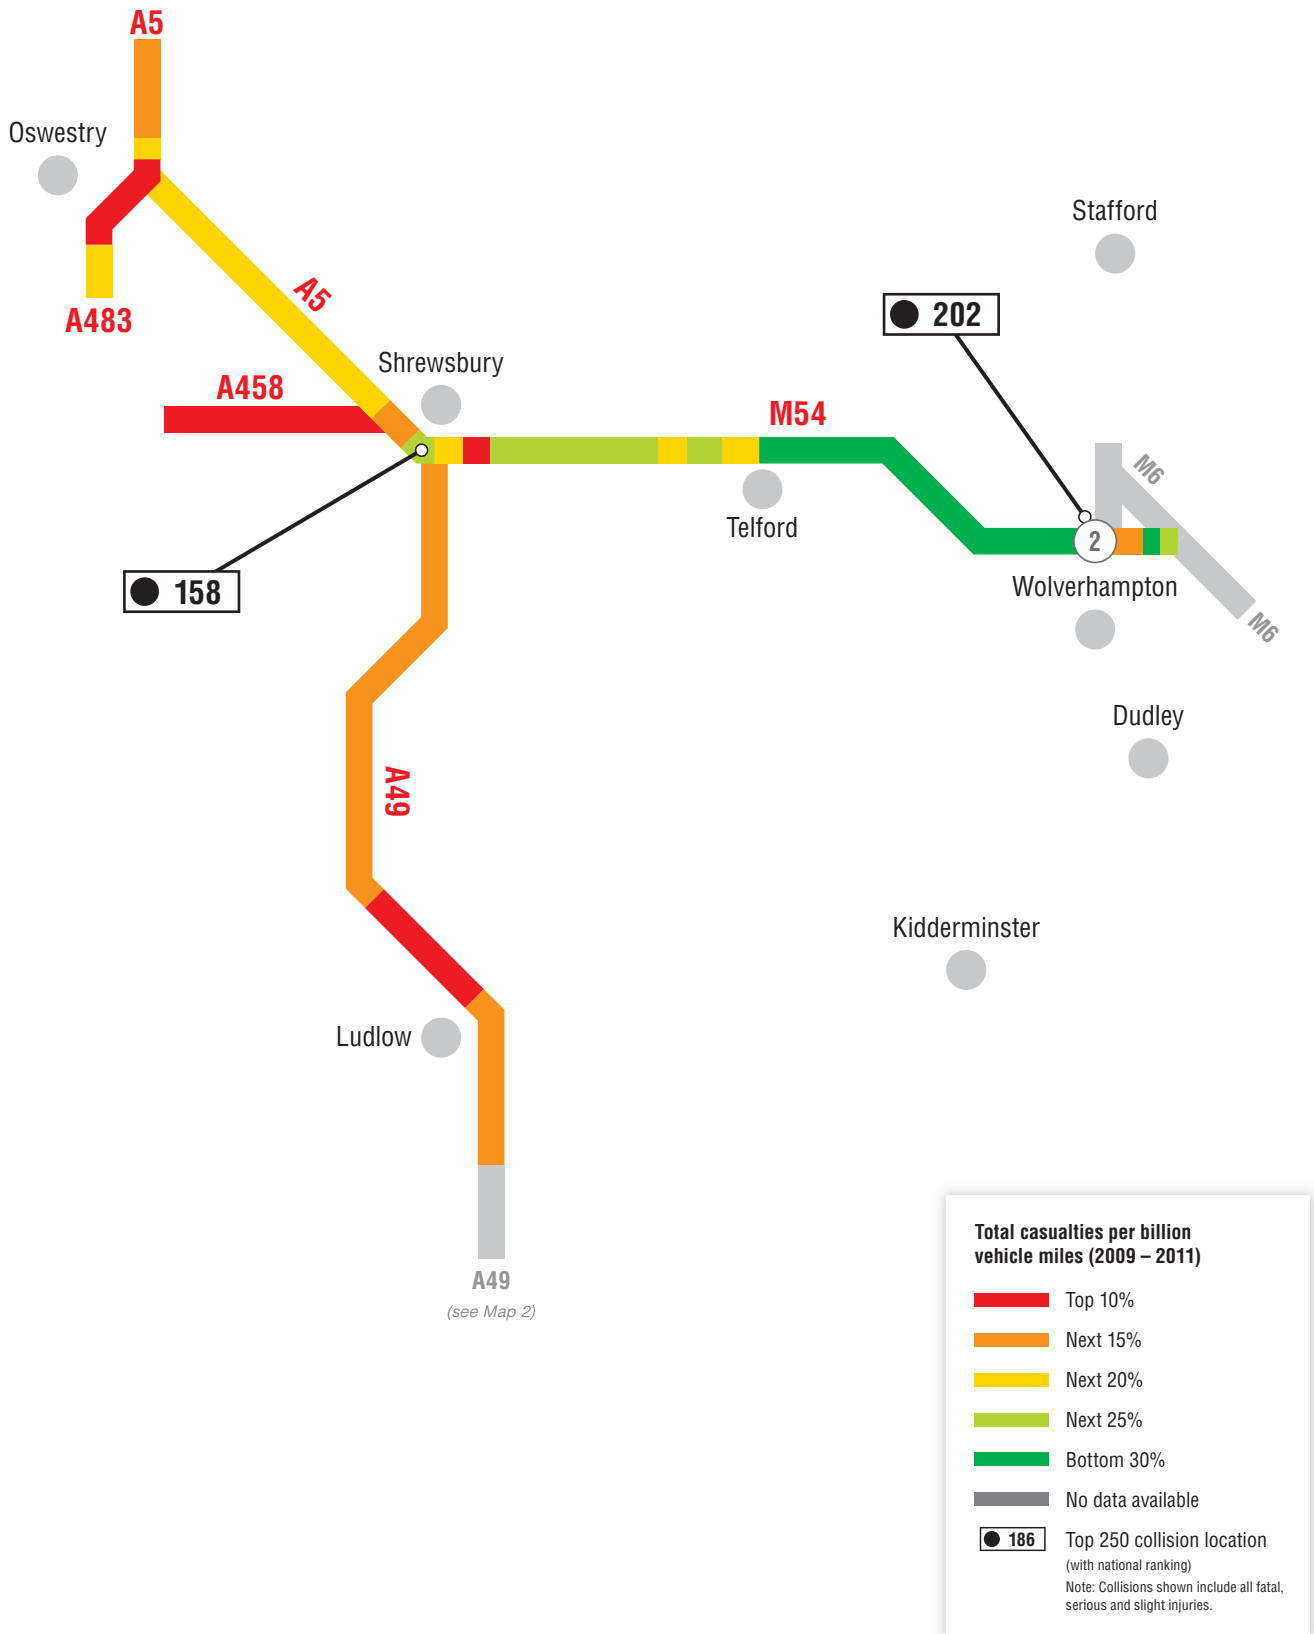 A5
Oswestry
Stafford
A5
202
A483
Shrewsbury
A458
M54
M6
Telford
2
158
Wolverhampton
M6
Dudley
A49
Kidderminster
Ludlow
A49
(see Map 2)
Total casualties per billion
vehicle miles (2009 – 2011)
Top 10%
Next 15%
Next 20%
Next 25%
Bottom 30%
No data available
186 Top 250 collision location
(with national ranking)
Note: Collisions shown include all fatal,
serious and slight injuries.